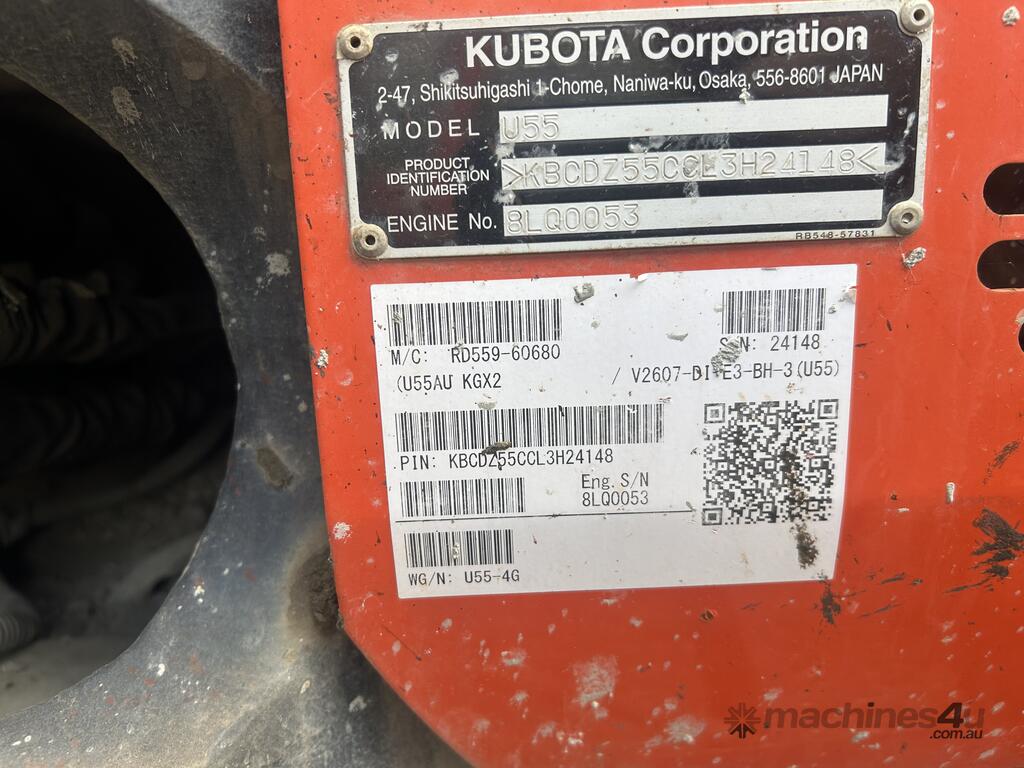 KUBOTA Corporation
2-47, Shikitsuhigashi 1-Chome, Naniwa-ku, Osaka, 556-8601 JAPAN
MODEL U55
PRODUCT IDENTIFICATION NUMBER >KBCDZ55CCL3H24148<
ENGINE No. 8LQ0053
RB548-57831
M/C: RD559-60680
S/N: 24148
(U55AU KGX2 / V2607-DI-E3-BH-3(U55)
PIN: KBCDZ55CCL3H24148
Eng. S/N
8LQ0053
WG/N: U55-4G
machines4u
.com.au